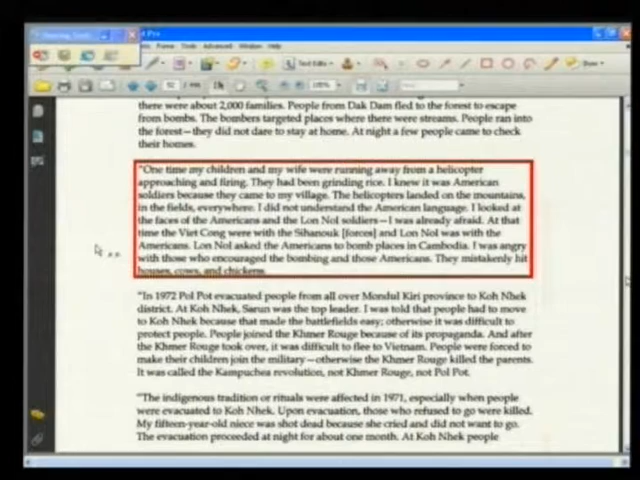 there were about 2,000 families. People from Dak Dam fled to the forest to escape
from bombs. The bombers targeted places where there were streams. People ran into
the forest—they did not dare to stay at home. At night a few people came to check
their homes.
"One time my children and my wife were running away from a helicopter
approaching and firing. They had been grinding rice. I knew it was American
soldiers because they came to my village. The helicopters landed on the mountains,
in the fields, everywhere. I did not understand the American language. I looked at
the faces of the Americans and the Lon Nol soldiers—I was already afraid. At that
time the Viet Cong were with the Sihanouk [forces] and Lon Nol was with the
Americans. Lon Nol asked the Americans to bomb places in Cambodia. I was angry
with those who encouraged the bombing and those Americans. They mistakenly hit
houses, cows, and chickens.
"In 1972 Pol Pot evacuated people from all over Mondul Kiri province to Koh Nhek
district. At Koh Nhek, Sarun was the top leader. I was told that people had to move
to Koh Nhek because that made the battlefields easy; otherwise it was difficult to
protect people. People joined the Khmer Rouge because of its propaganda. And after
the Khmer Rouge took over, it was difficult to flee to Vietnam. People were forced to
make their children join the military—otherwise the Khmer Rouge killed the parents.
It was called the Kampuchea revolution, not Khmer Rouge, not Pol Pot.
"The indigenous tradition or rituals were affected in 1971, especially when people
were evacuated to Koh Nhek. Upon evacuation, those who refused to go were killed.
My fifteen-year-old niece was shot dead because she cried and did not want to go.
The evacuation proceeded at night for about one month. At Koh Nhek people